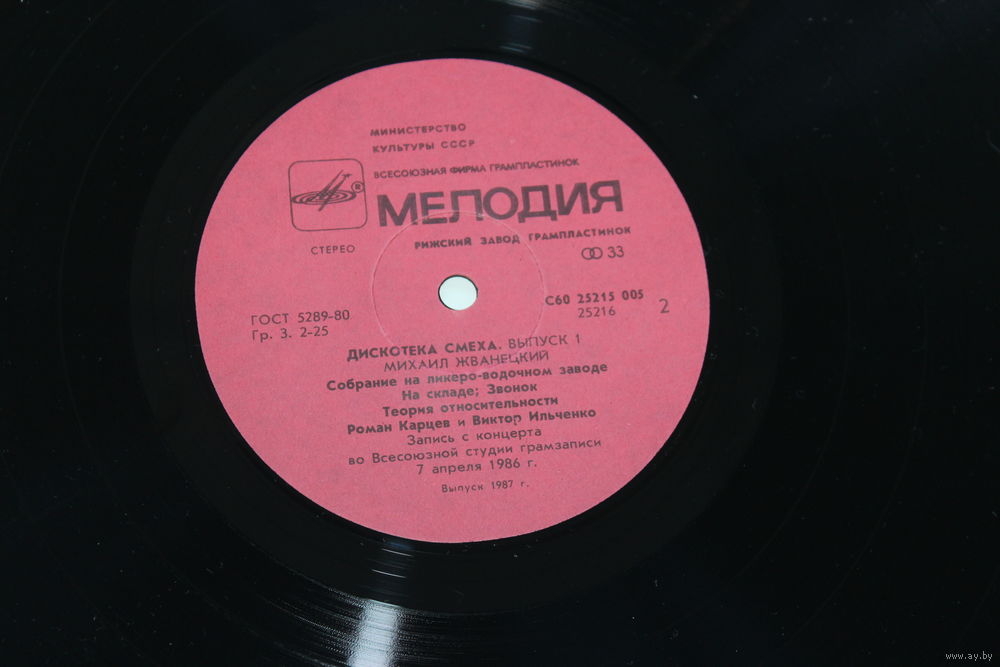 МИНИСТЕРСТВО
КУЛЬТУРЫ СССР
ВСЕСОЮЗНАЯ ФИРМА ГРАМПЛАСТИНОК
®
МЕЛОДИЯ
СТЕРЕО
РИЖСКИЙ ЗАВОД ГРАМПЛАСТИНОК
33
ГОСТ 5289-80
Гр. 3. 2-25
С60 25215 005
25216
2
ДИСКОТЕКА СМЕХА. ВЫПУСК 1
МИХАИЛ ЖВАНЕЦКИЙ
Собрание на ликеро-водочном заводе
На складе; Звонок
Теория относительности
Роман Карцев и Виктор Ильченко
Запись с концерта
во Всесоюзной студии грамзаписи
7 апреля 1986 г.
Выпуск 1987 г.
www.ay.by